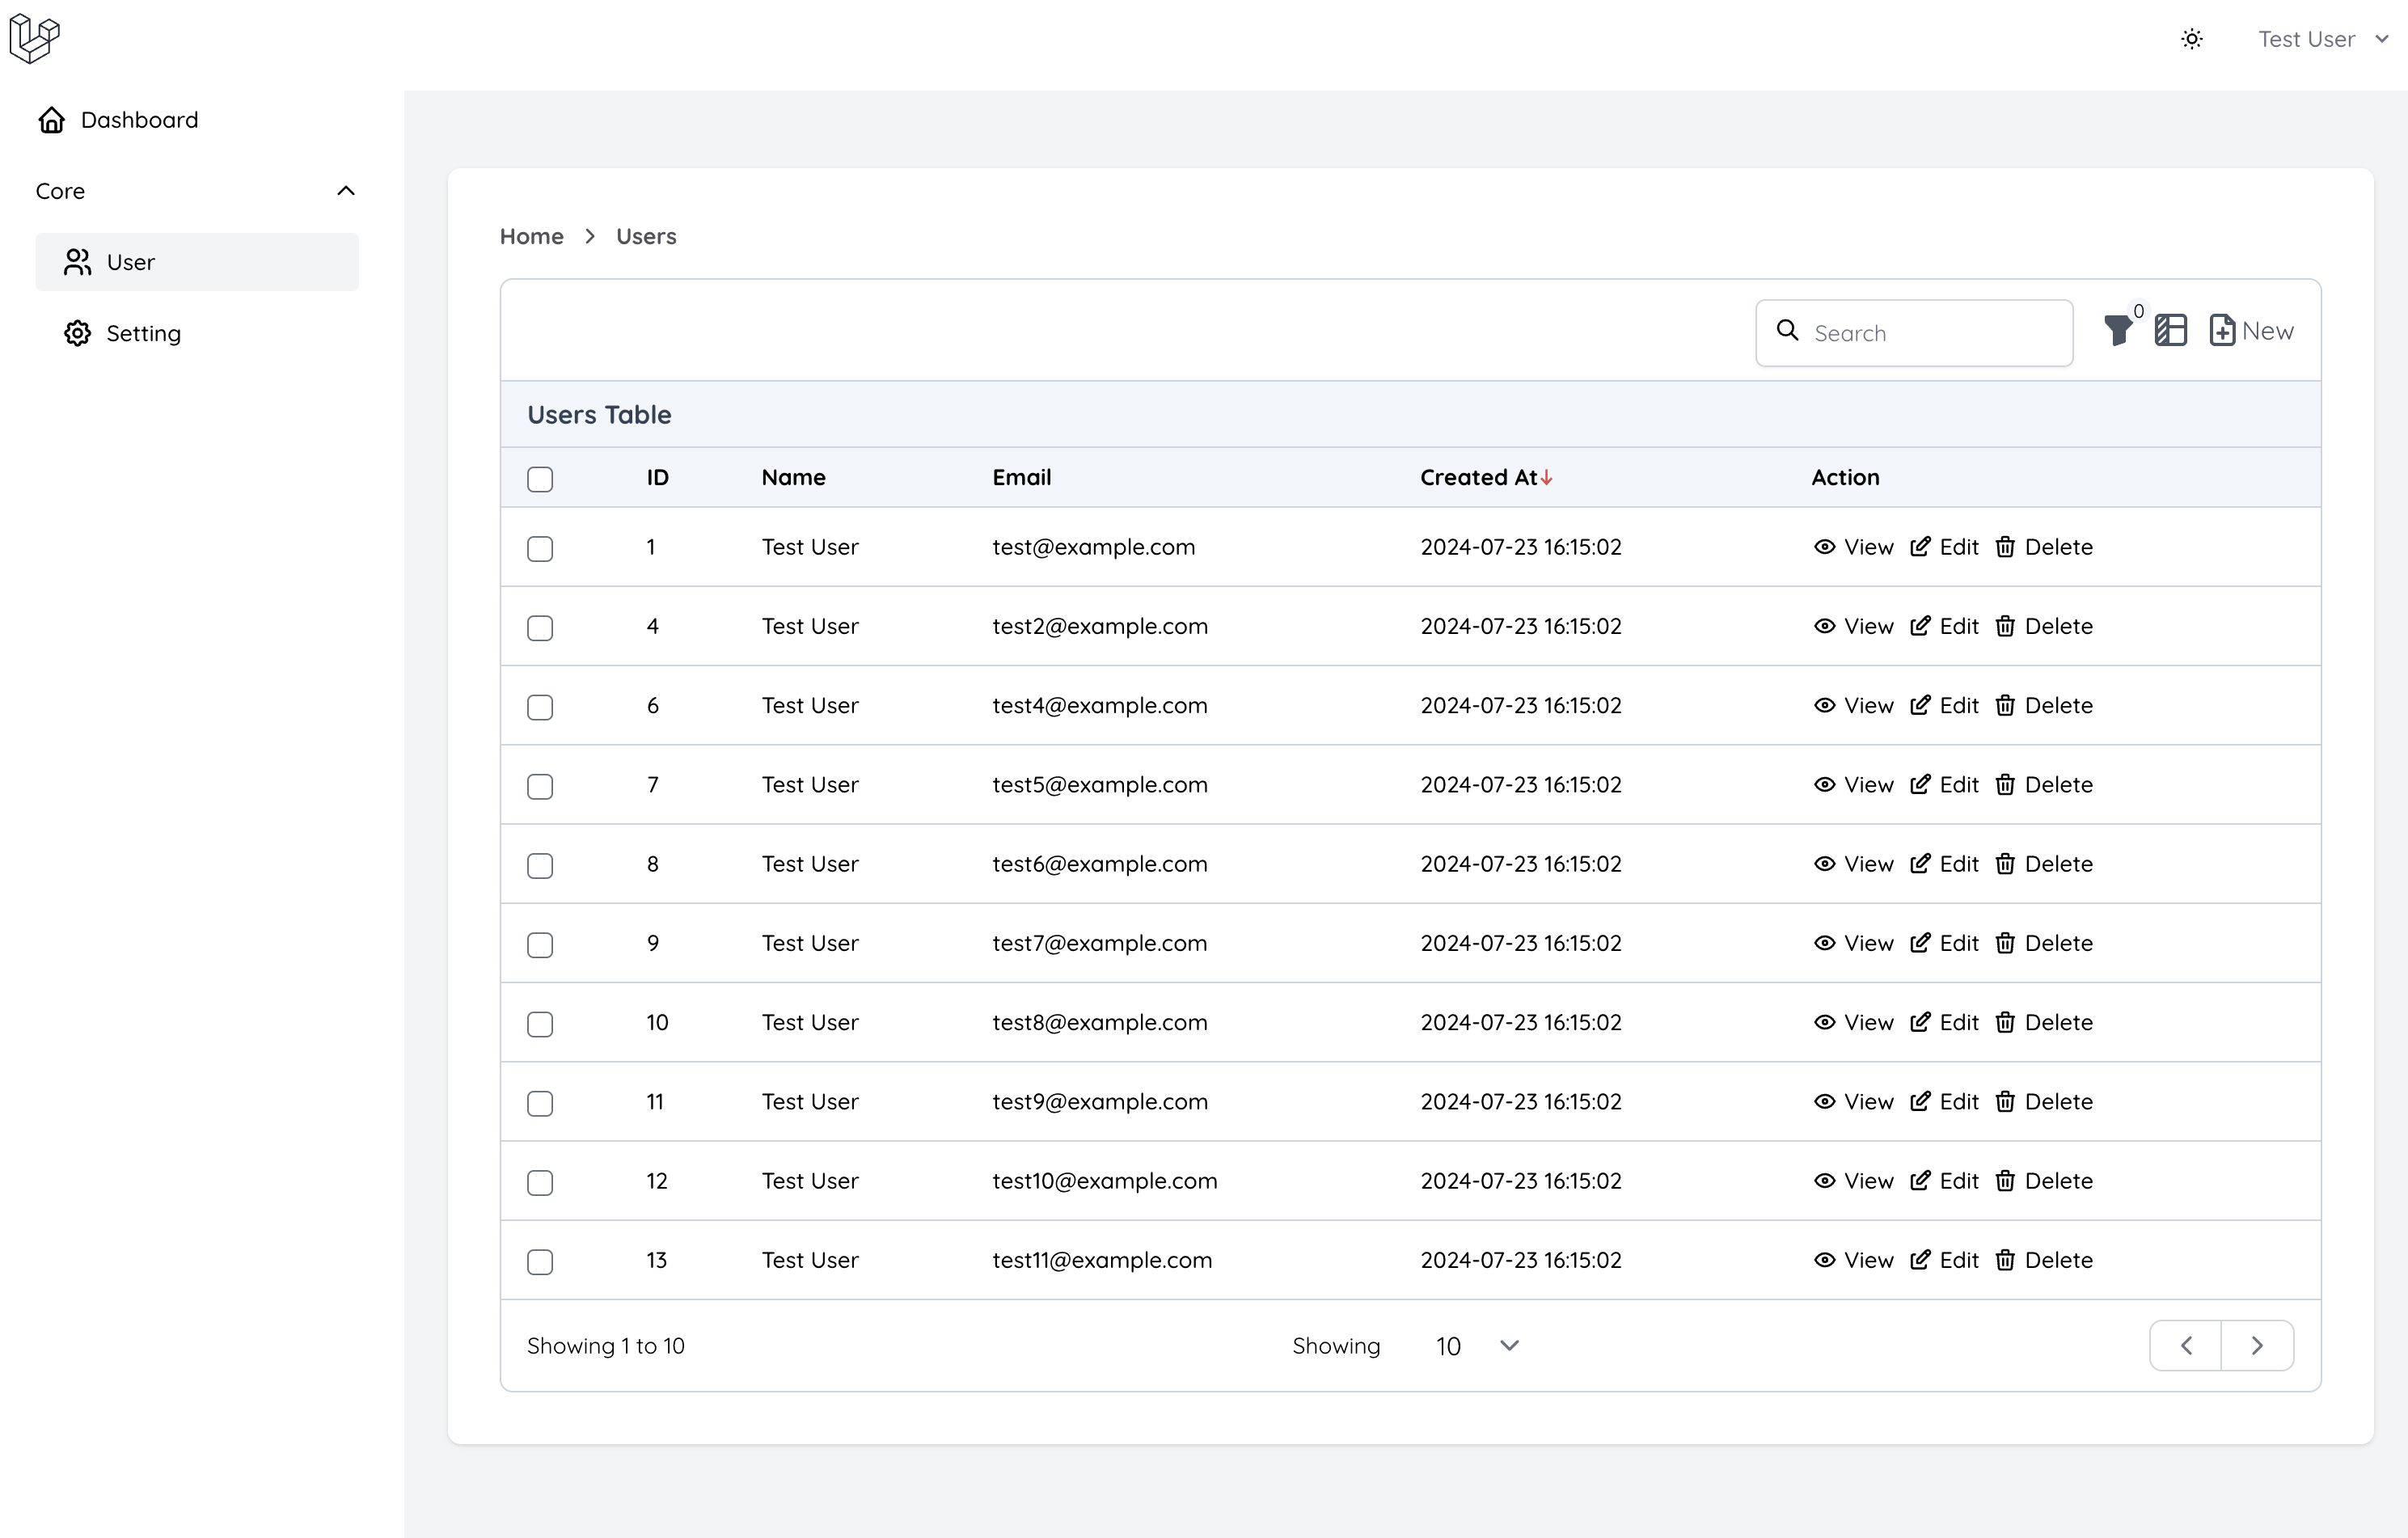 Test User
Dashboard
Core
User
Setting
Home > Users
Search
0
New
Users Table
ID Name Email Created At Action
1 Test User test@example.com 2024-07-23 16:15:02 View Edit Delete
4 Test User test2@example.com 2024-07-23 16:15:02 View Edit Delete
6 Test User test4@example.com 2024-07-23 16:15:02 View Edit Delete
7 Test User test5@example.com 2024-07-23 16:15:02 View Edit Delete
8 Test User test6@example.com 2024-07-23 16:15:02 View Edit Delete
9 Test User test7@example.com 2024-07-23 16:15:02 View Edit Delete
10 Test User test8@example.com 2024-07-23 16:15:02 View Edit Delete
11 Test User test9@example.com 2024-07-23 16:15:02 View Edit Delete
12 Test User test10@example.com 2024-07-23 16:15:02 View Edit Delete
13 Test User test11@example.com 2024-07-23 16:15:02 View Edit Delete
Showing 1 to 10 Showing 10